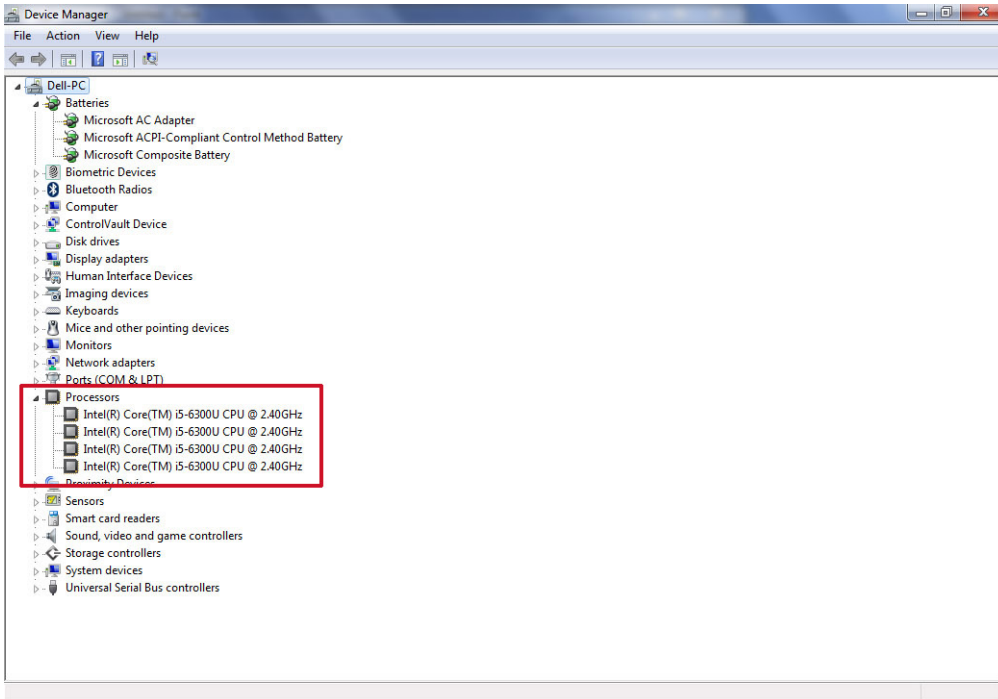 Device Manager
File Action View Help
Dell-PC
Batteries
Microsoft AC Adapter
Microsoft ACPI-Compliant Control Method Battery
Microsoft Composite Battery
Biometric Devices
Bluetooth Radios
Computer
ControlVault Device
Disk drives
Display adapters
Human Interface Devices
Imaging devices
Keyboards
Mice and other pointing devices
Monitors
Network adapters
Ports (COM & LPT)
Processors
Intel(R) Core(TM) i5-6300U CPU @ 2.40GHz
Intel(R) Core(TM) i5-6300U CPU @ 2.40GHz
Intel(R) Core(TM) i5-6300U CPU @ 2.40GHz
Intel(R) Core(TM) i5-6300U CPU @ 2.40GHz
Proximity Devices
Sensors
Smart card readers
Sound, video and game controllers
Storage controllers
System devices
Universal Serial Bus controllers